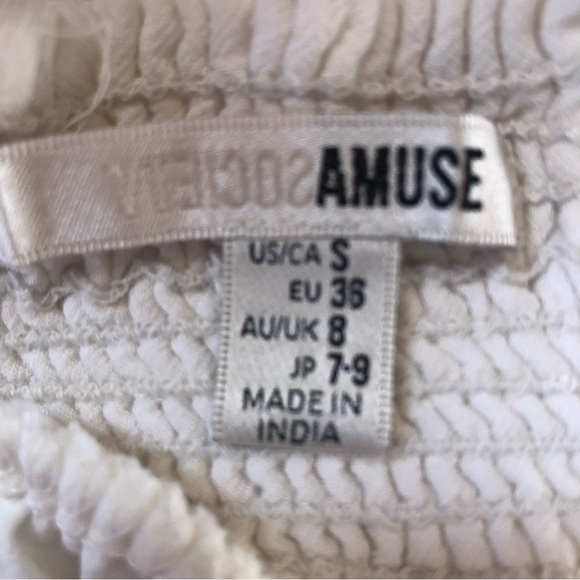 SOCIETY AMUSE
US/CA S
EU 36
AU/UK 8
JP 7-9
MADE IN
INDIA